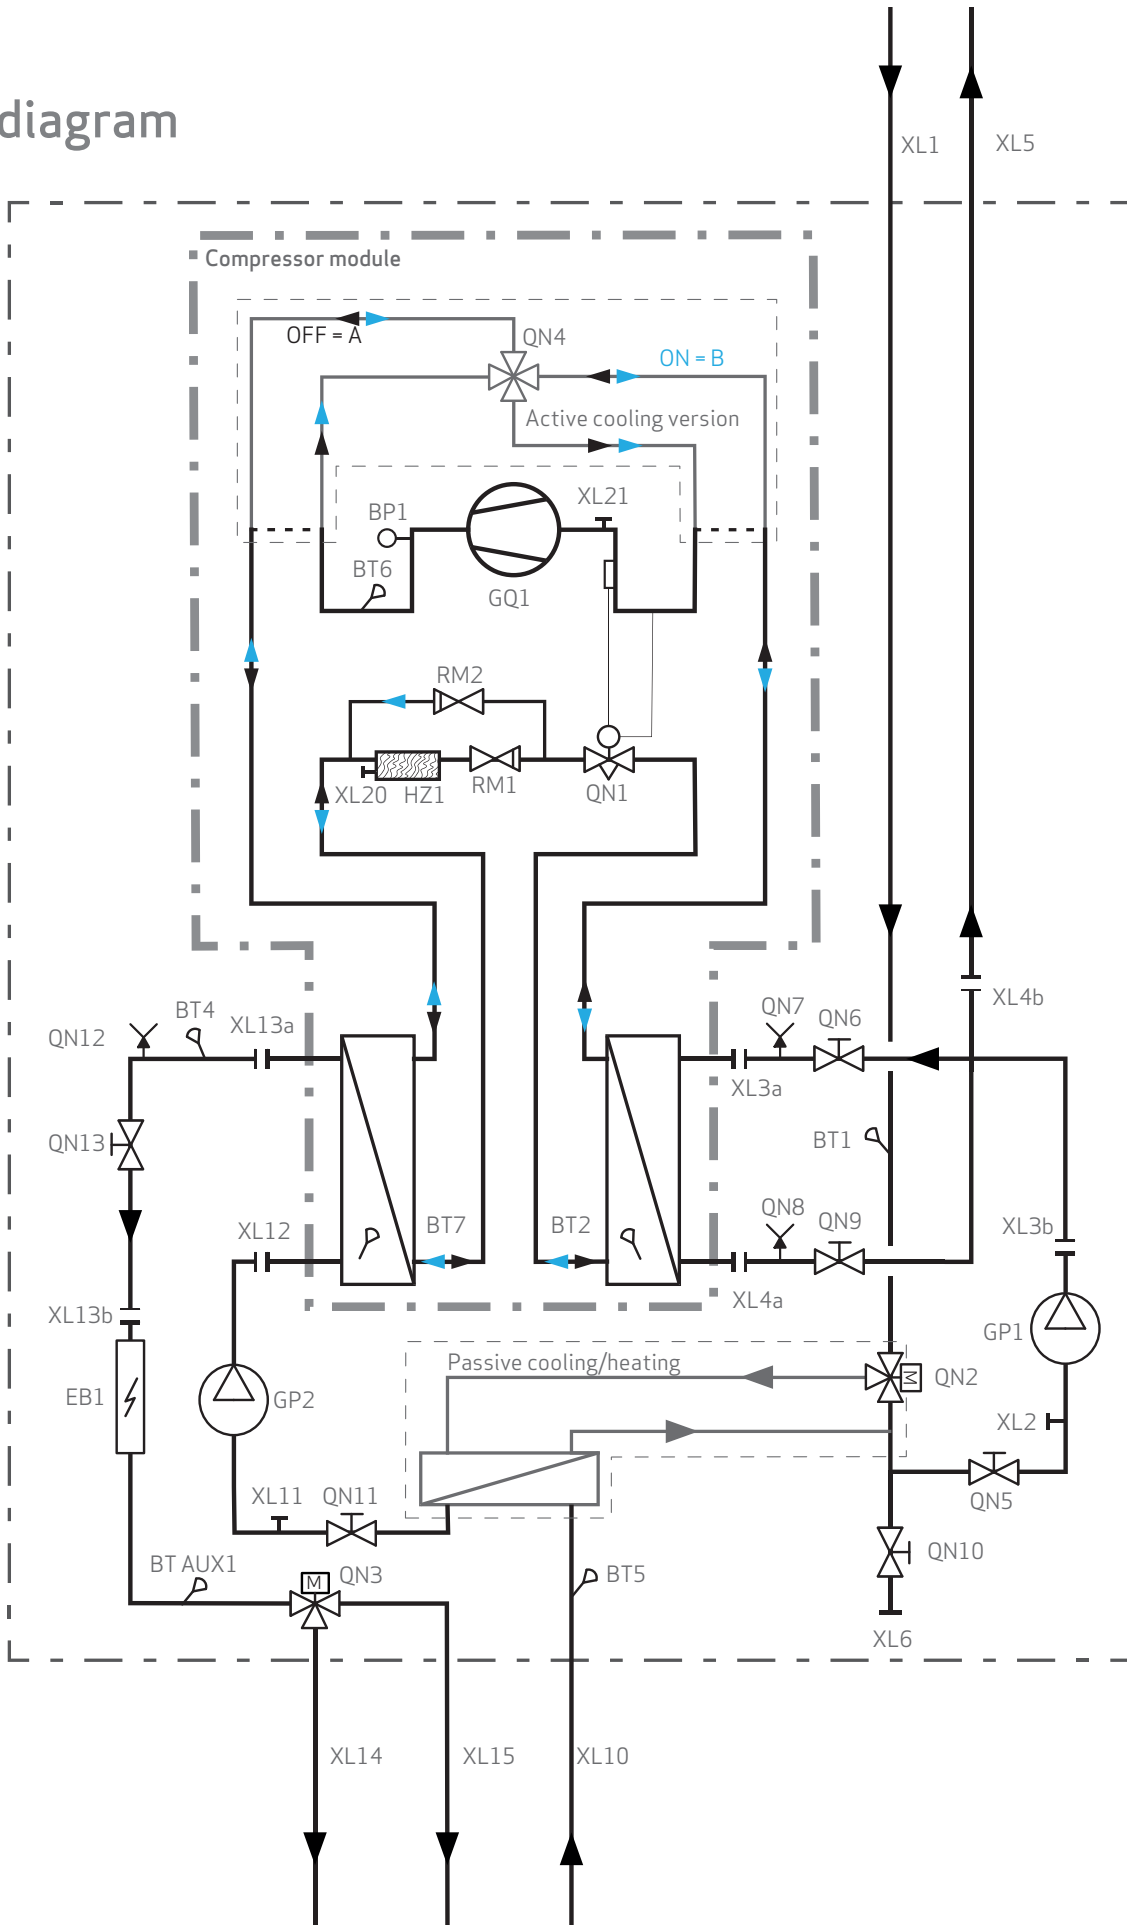 diagram
XL1
XL5
Compressor module
OFF = A
QN4
ON = B
Active cooling version
XL21
BP1
BT6
GQ1
RM2
XL20
HZ1
RM1
QN1
XL4b
QN7
QN6
BT4
XL13a
QN12
XL3a
BT1
QN13
QN8
QN9
XL12
BT7
BT2
XL3b
XL4a
XL13b
GP1
Passive cooling/heating
M
QN2
EB1
GP2
XL2
XL11
QN11
QN5
QN10
BT AUX1
M
QN3
BT5
XL6
XL14
XL15
XL10